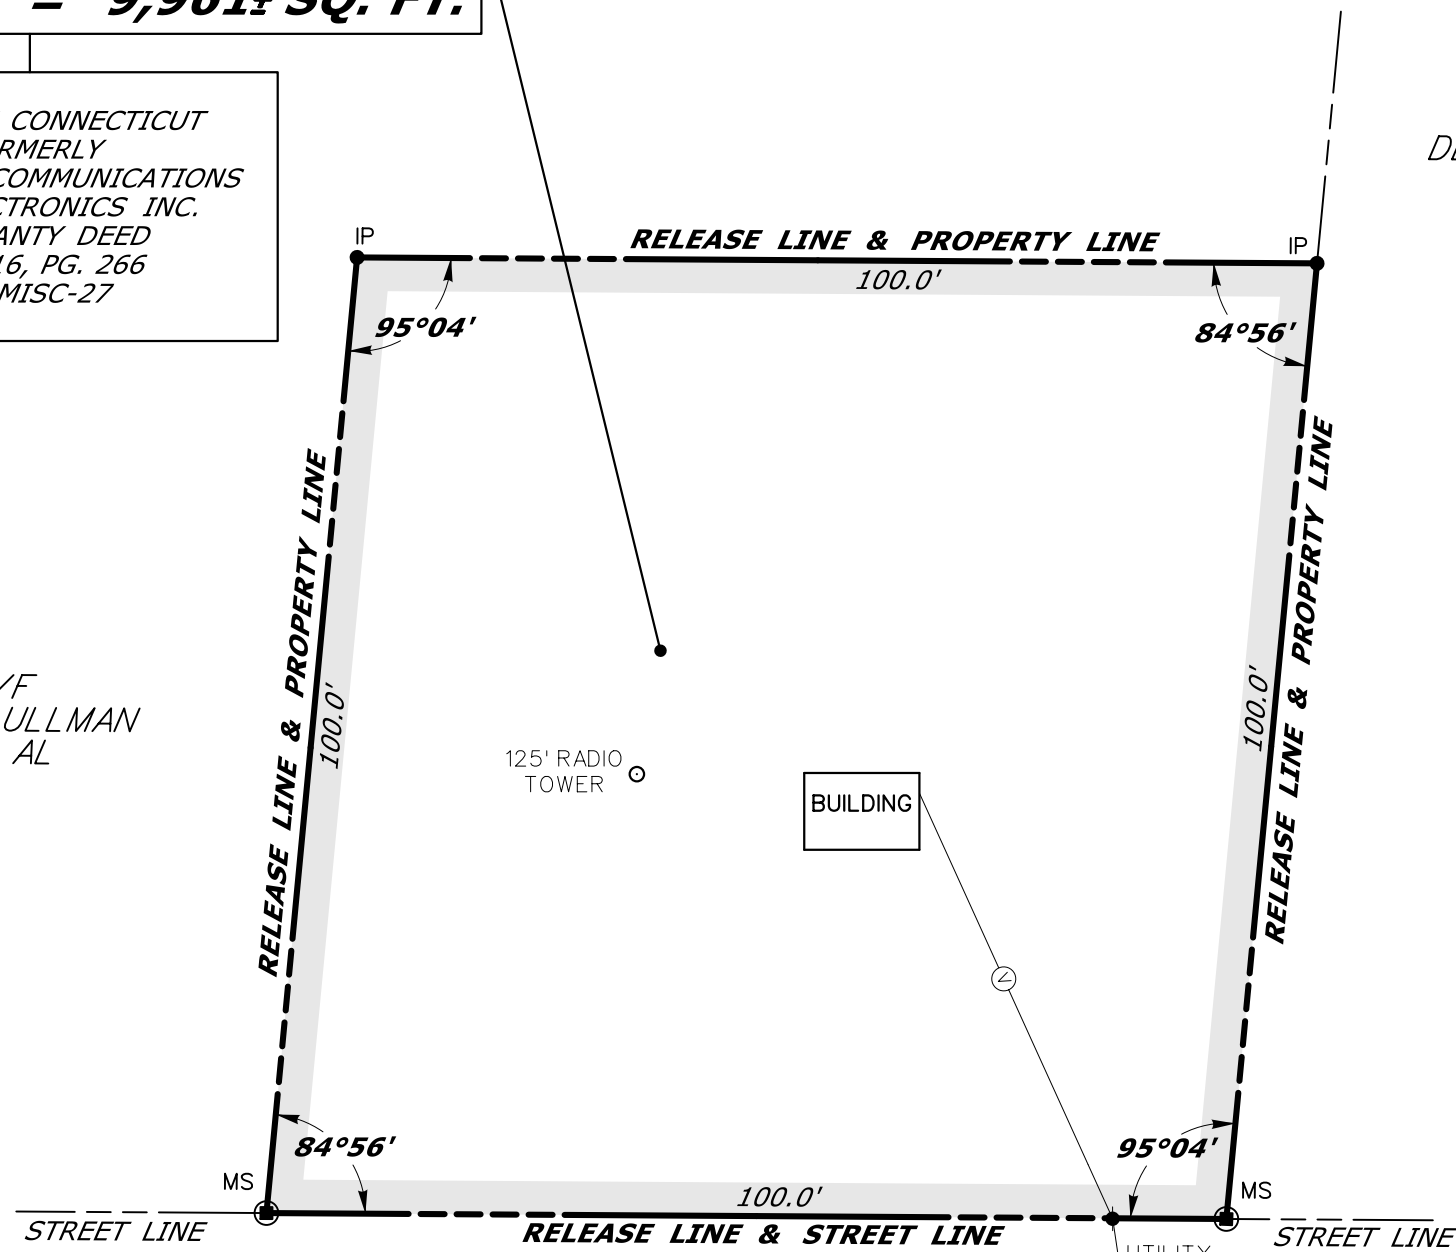 = 9,961± SQ. FT.
CONNECTICUT
RMERLY
COMMUNICATIONS
CTRONICS INC.
ANTY DEED
16, PG. 266
MISC-27
IP
RELEASE LINE & PROPERTY LINE
IP
100.0'
95°04'
84°56'
RELEASE LINE & PROPERTY LINE
100.0'
100.0'
RELEASE LINE & PROPERTY LINE
/F
ULLMAN
AL
125' RADIO
TOWER
BUILDING
84°56'
95°04'
MS
MS
100.0'
STREET LINE
RELEASE LINE & STREET LINE
STREET LINE
UTILITY